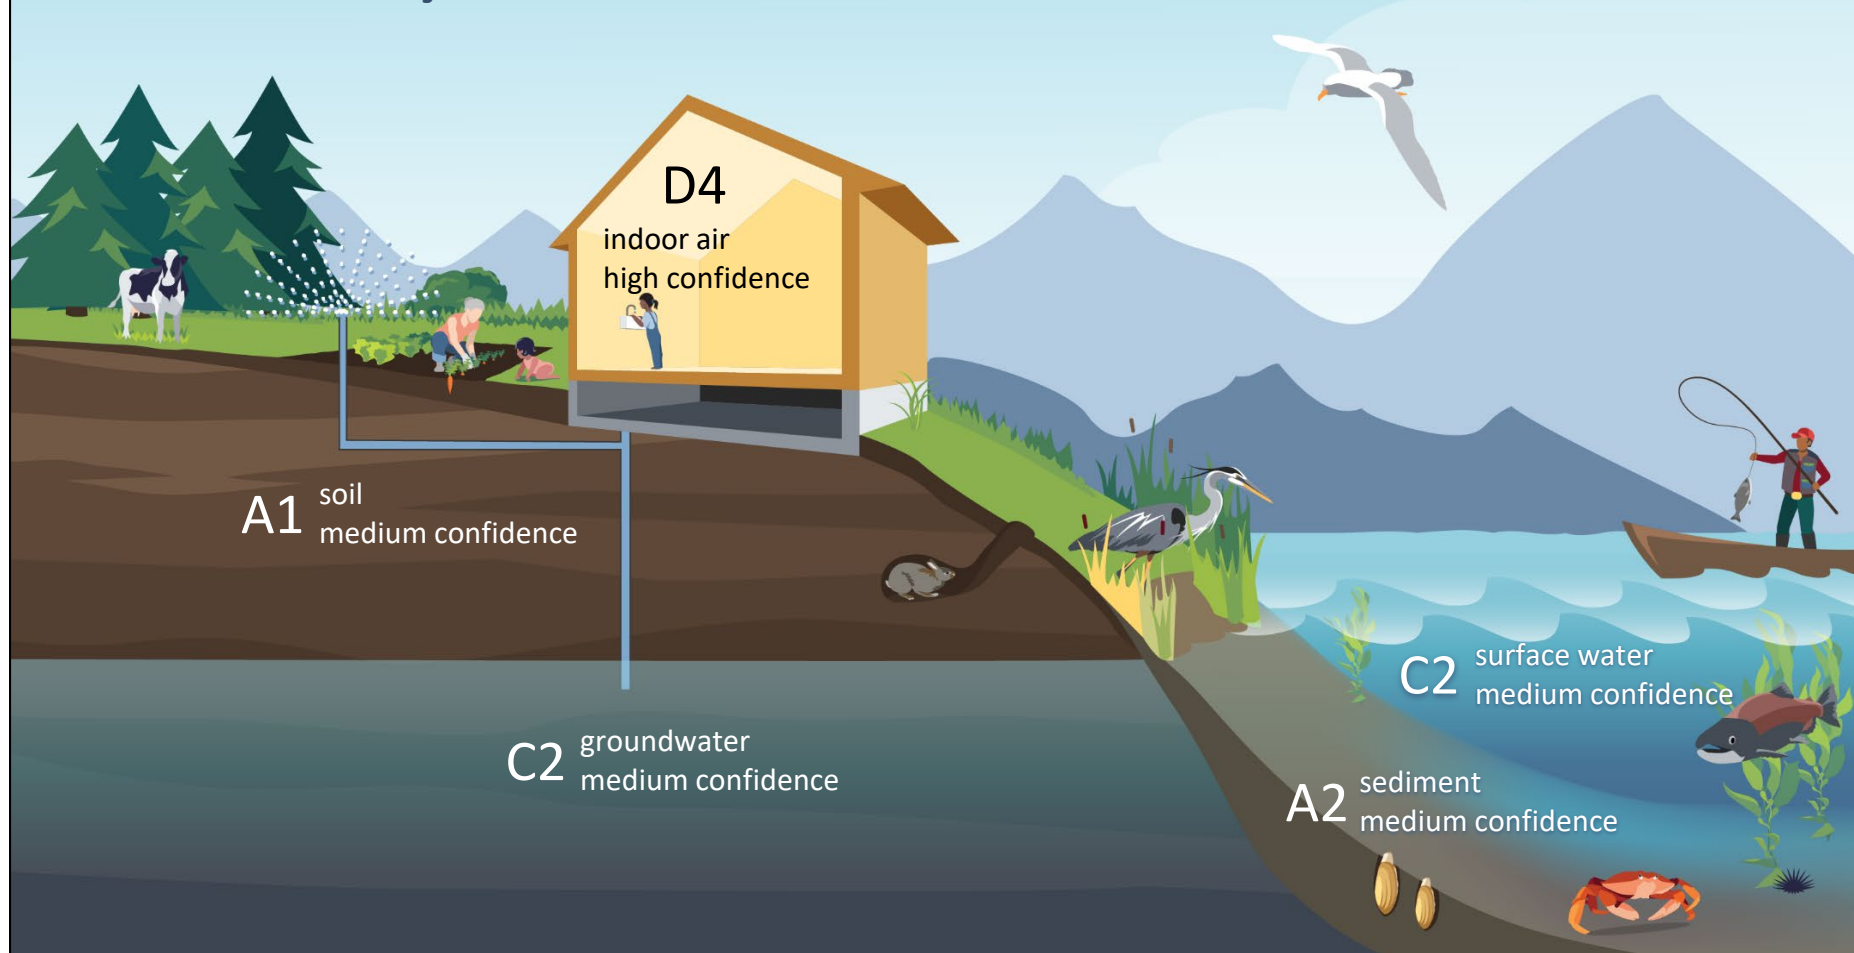 D4
indoor air
high confidence
A1
soil
medium confidence
C2
surface water
medium confidence
C2
groundwater
medium confidence
A2
sediment
medium confidence